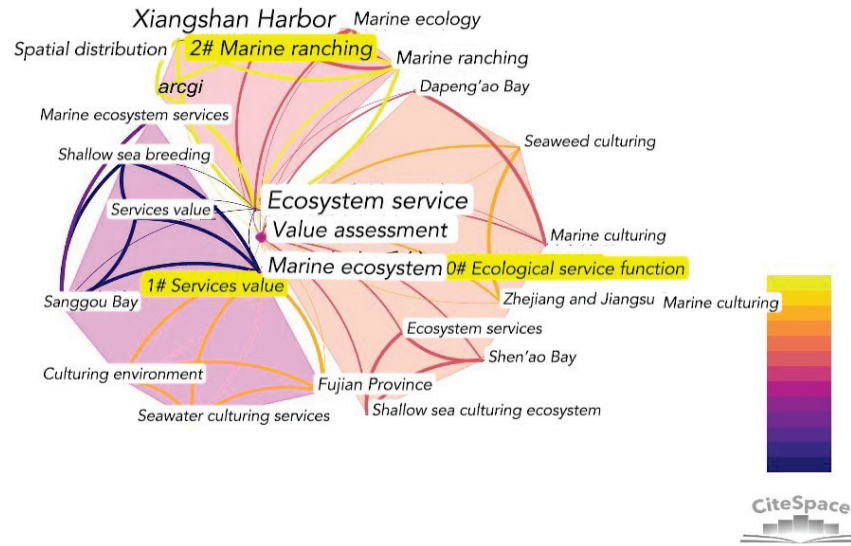 Xiangshan Harbor
Marine ecology
Spatial distribution
2# Marine ranching
Marine ranching
arcgi
Dapeng'ao Bay
Marine ecosystem services
Seaweed culturing
Shallow sea breeding
Ecosystem service
Services value
Value assessment
Marine culturing
Marine ecosystem
0# Ecological service function
1# Services value
Sanggou Bay
Zhejiang and Jiangsu
Marine culturing
Ecosystem services
Shen'ao Bay
Culturing environment
Fujian Province
Seawater culturing services
Shallow sea culturing ecosystem
CiteSpace